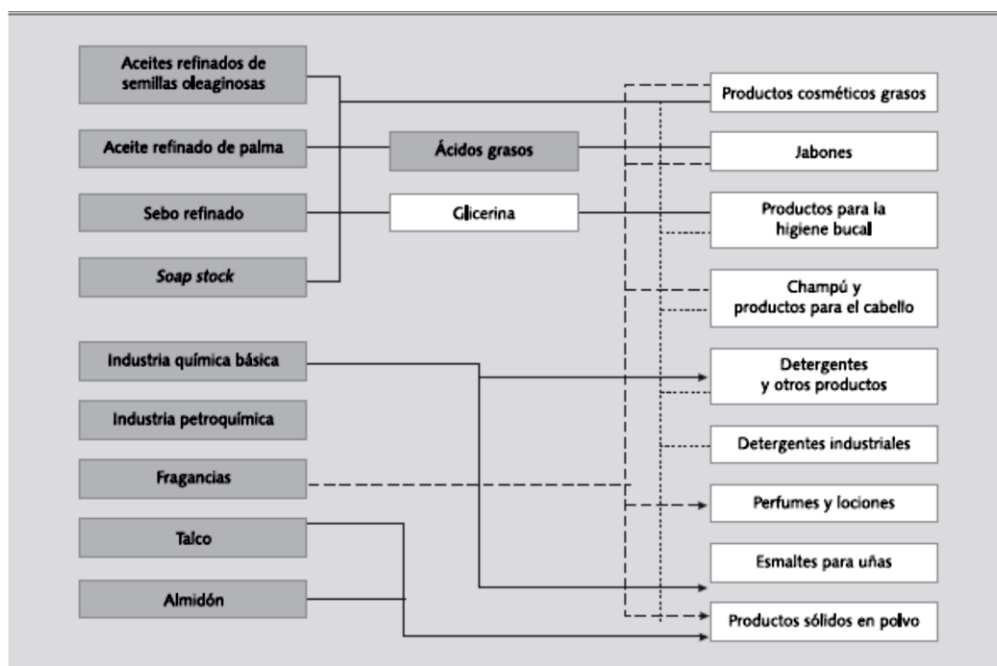 Aceites refinados de
semillas oleaginosas
Aceite refinado de palma
Sebo refinado
Soap stock
Industria química básica
Industria petroquímica
Fragancias
Talco
Almidón
Ácidos grasos
Glicerina
Productos cosméticos grasos
Jabones
Productos para la
higiene bucal
Champú y
productos para el cabello
Detergentes
y otros productos
Detergentes industriales
Perfumes y lociones
Esmaltes para uñas
Productos sólidos en polvo